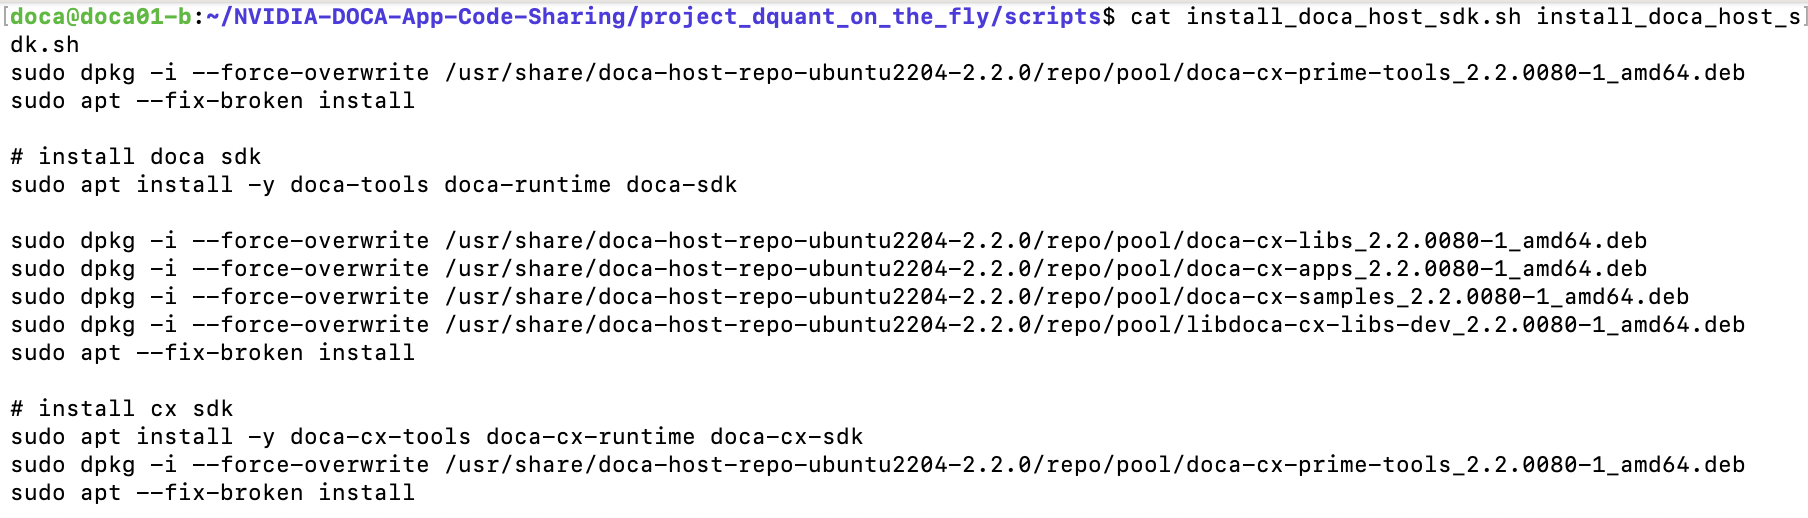 [doca@doca01-b:~/NVIDIA-DOCA-App-Code-Sharing/project_dquant_on_the_fly/scripts$ cat install_doca_host_sdk.sh install_doca_host_s]
dk.sh
sudo dpkg -i --force-overwrite /usr/share/doca-host-repo-ubuntu2204-2.2.0/repo/pool/doca-cx-prime-tools_2.2.0080-1_amd64.deb
sudo apt --fix-broken install

# install doca sdk
sudo apt install -y doca-tools doca-runtime doca-sdk

sudo dpkg -i --force-overwrite /usr/share/doca-host-repo-ubuntu2204-2.2.0/repo/pool/doca-cx-libs_2.2.0080-1_amd64.deb
sudo dpkg -i --force-overwrite /usr/share/doca-host-repo-ubuntu2204-2.2.0/repo/pool/doca-cx-apps_2.2.0080-1_amd64.deb
sudo dpkg -i --force-overwrite /usr/share/doca-host-repo-ubuntu2204-2.2.0/repo/pool/doca-cx-samples_2.2.0080-1_amd64.deb
sudo dpkg -i --force-overwrite /usr/share/doca-host-repo-ubuntu2204-2.2.0/repo/pool/libdoca-cx-libs-dev_2.2.0080-1_amd64.deb
sudo apt --fix-broken install

# install cx sdk
sudo apt install -y doca-cx-tools doca-cx-runtime doca-cx-sdk
sudo dpkg -i --force-overwrite /usr/share/doca-host-repo-ubuntu2204-2.2.0/repo/pool/doca-cx-prime-tools_2.2.0080-1_amd64.deb
sudo apt --fix-broken install